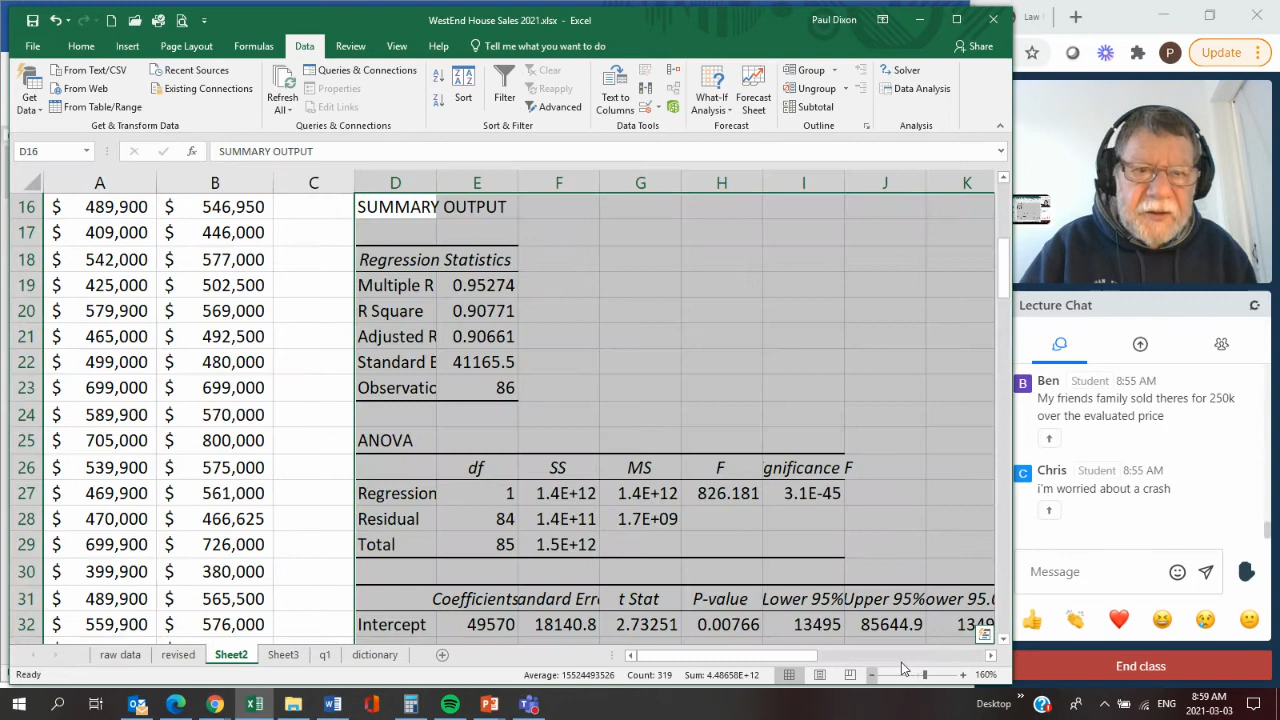 WestEnd House Sales 2021.xlsx - Excel
Paul Dixon
Law
File Home Insert Page Layout Formulas Data Review View Help Tell me what you want to do Share
P Update
Get Data
From Text/CSV
From Web
From Table/Range
Recent Sources
Existing Connections
Get & Transform Data
Refresh All
Queries & Connections
Properties
Edit Links
Queries & Connections
Sort
Filter
Clear
Reapply
Advanced
Sort & Filter
Text to Columns
Data Tools
What-If Analysis
Forecast Sheet
Forecast
Group
Ungroup
Subtotal
Outline
Solver
Data Analysis
Analysis
D16 fx SUMMARY OUTPUT
A B C D E F G H I J K
16 $ 489,900 $ 546,950 SUMMARY OUTPUT
17 $ 409,000 $ 446,000
18 $ 542,000 $ 577,000 Regression Statistics
19 $ 425,000 $ 502,500 Multiple R 0.95274
20 $ 579,900 $ 569,000 R Square 0.90771
21 $ 465,000 $ 492,500 Adjusted R 0.90661
22 $ 499,000 $ 480,000 Standard E 41165.5
23 $ 699,000 $ 699,000 Observatio 86
24 $ 589,900 $ 570,000
25 $ 705,000 $ 800,000 ANOVA
26 $ 539,900 $ 575,000 df SS MS F gnificance F
27 $ 469,900 $ 561,000 Regression 1 1.4E+12 1.4E+12 826.181 3.1E-45
28 $ 470,000 $ 466,625 Residual 84 1.4E+11 1.7E+09
29 $ 699,900 $ 726,000 Total 85 1.5E+12
30 $ 399,900 $ 380,000
31 $ 489,900 $ 565,500 Coefficients andard Erro t Stat P-value Lower 95% Upper 95% ower 95.0
32 $ 559,900 $ 576,000 Intercept 49570 18140.8 2.73251 0.00766 13495 85644.9 1349
raw data revised Sheet2 Sheet3 q1 dictionary
Ready
Average: 15524493526 Count: 319 Sum: 4.48658E+12
160%
Lecture Chat
B Ben Student 8:55 AM
My friends family sold theres for 250k
over the evaluated price
C Chris Student 8:55 AM
i'm worried about a crash
Message
End class
Desktop
ENG
8:59 AM
2021-03-03